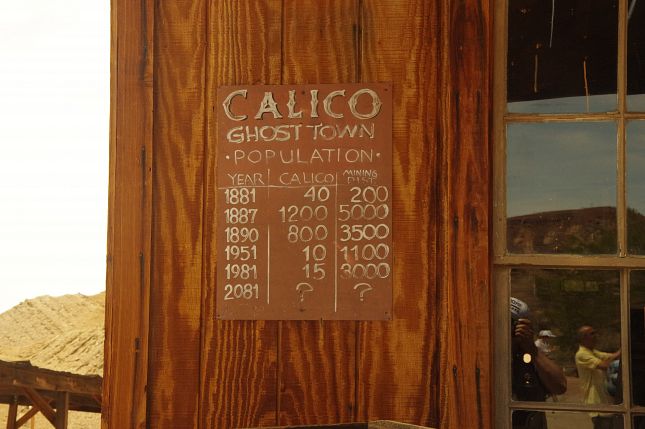 CALICO
GHOST TOWN
· POPULATION ·
YEAR CALICO MINING DIST.
1881 40 200
1887 1200 5000
1890 800 3500
1951 10 1100
1981 15 3000
2081 ? ?